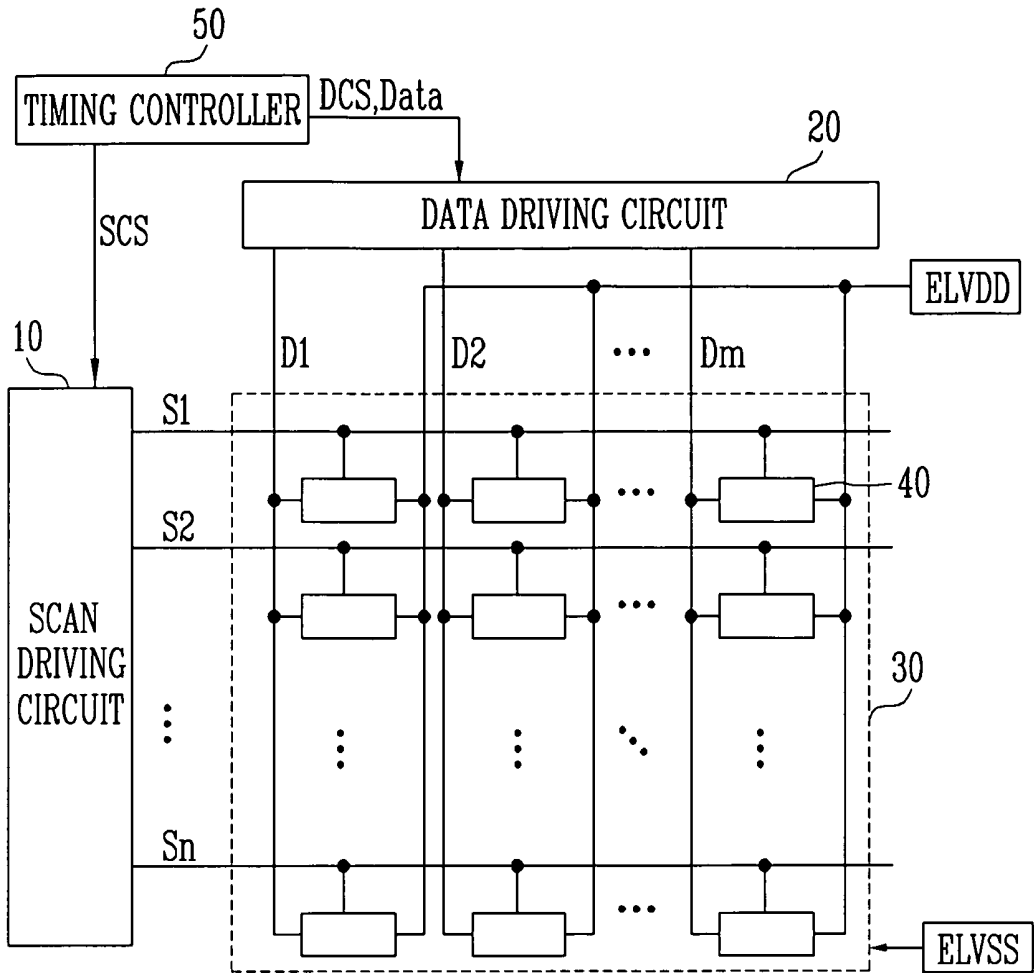 50
TIMING CONTROLLER
DCS,Data
20
DATA DRIVING CIRCUIT
SCS
ELVDD
10
D1
D2
Dm
S1
40
S2
SCAN
DRIVING
CIRCUIT
30
Sn
ELVSS